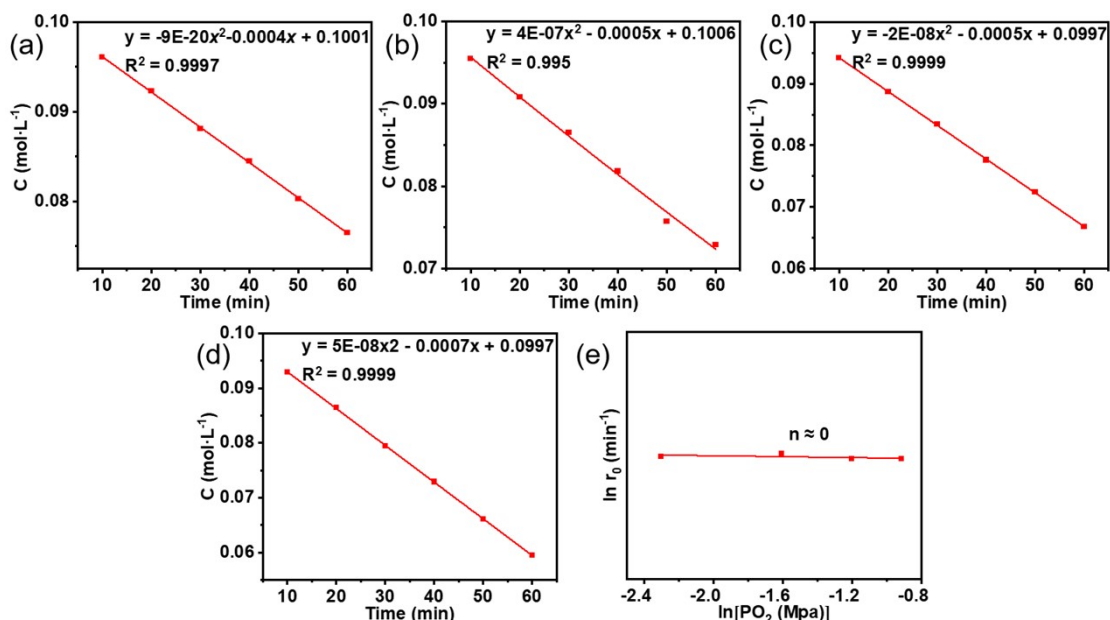 (a)
y = -9E-20x²-0.0004x + 0.1001
R² = 0.9997
0.10
0.09
0.08
C (mol·L⁻¹)
10 20 30 40 50 60
Time (min)
(b)
y = 4E-07x² - 0.0005x + 0.1006
R² = 0.995
0.10
0.09
0.08
0.07
C (mol·L⁻¹)
10 20 30 40 50 60
Time (min)
(c)
y = -2E-08x² - 0.0005x + 0.0997
R² = 0.9999
0.10
0.09
0.08
0.07
0.06
C (mol·L⁻¹)
10 20 30 40 50 60
Time (min)
(d)
y = 5E-08x2 - 0.0007x + 0.0997
R² = 0.9999
0.10
0.09
0.08
0.07
0.06
C (mol·L⁻¹)
10 20 30 40 50 60
Time (min)
(e)
n ≈ 0
ln r₀ (min⁻¹)
-2.4 -2.0 -1.6 -1.2 -0.8
ln[PO₂ (Mpa)]